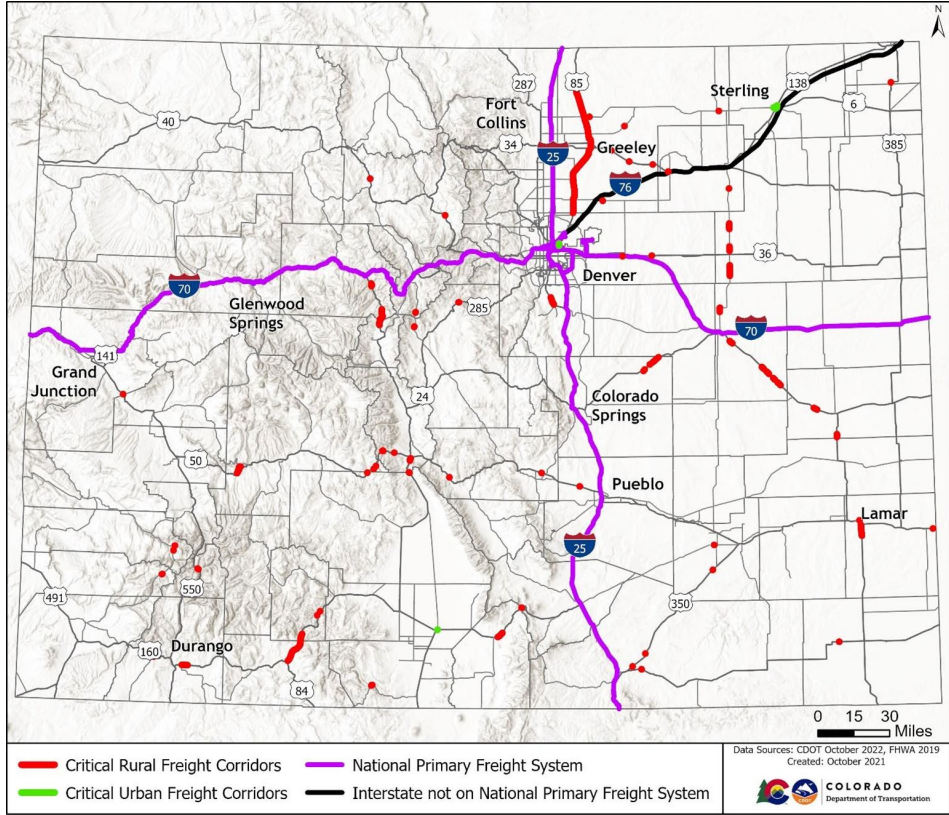 N
287
85
Sterling
138
6
Fort
Collins
40
34
25
Greeley
385
76
36
Denver
70
285
Glenwood
Springs
70
141
Grand
Junction
24
Colorado
Springs
50
Pueblo
Lamar
25
550
491
350
160
Durango
84
0 15 30
Miles
Critical Rural Freight Corridors
National Primary Freight System
Critical Urban Freight Corridors
Interstate not on National Primary Freight System
Data Sources: CDOT October 2022, FHWA 2019
Created: October 2021
COLORADO
Department of Transportation
CDOT